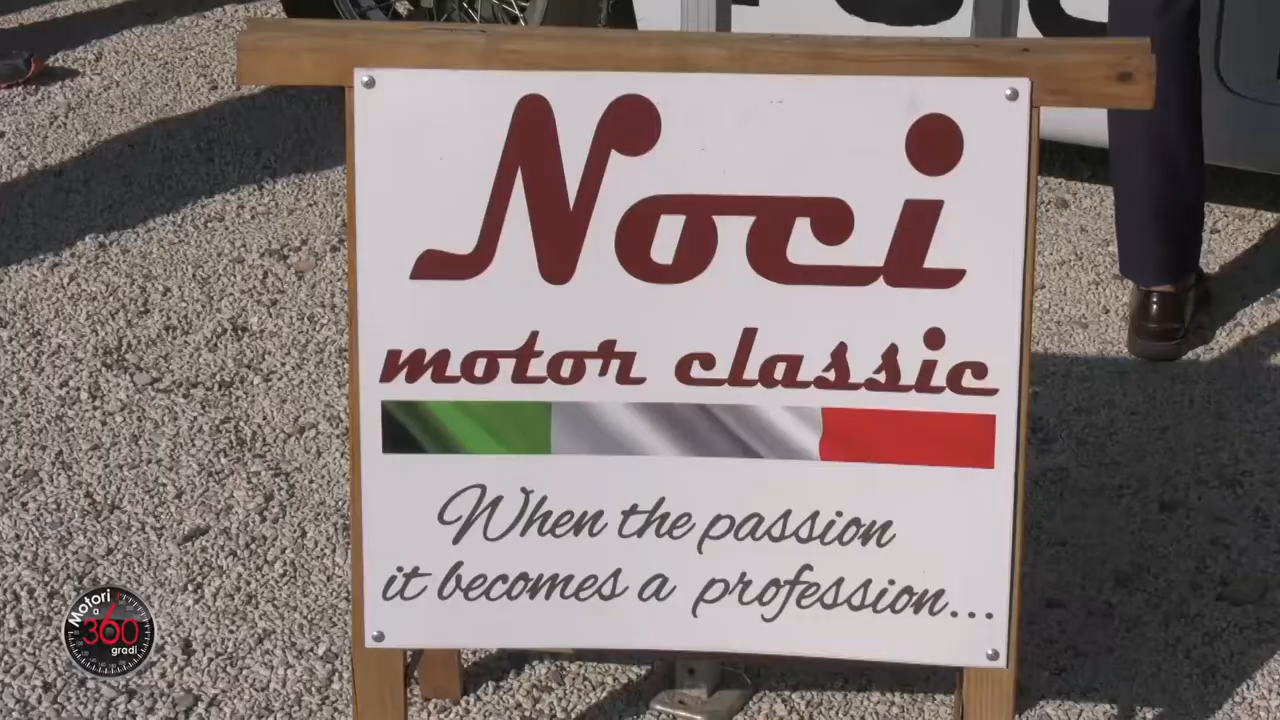 Noci
motor classic
When the passion
it becomes a profession...
Motori
a
360
gradi